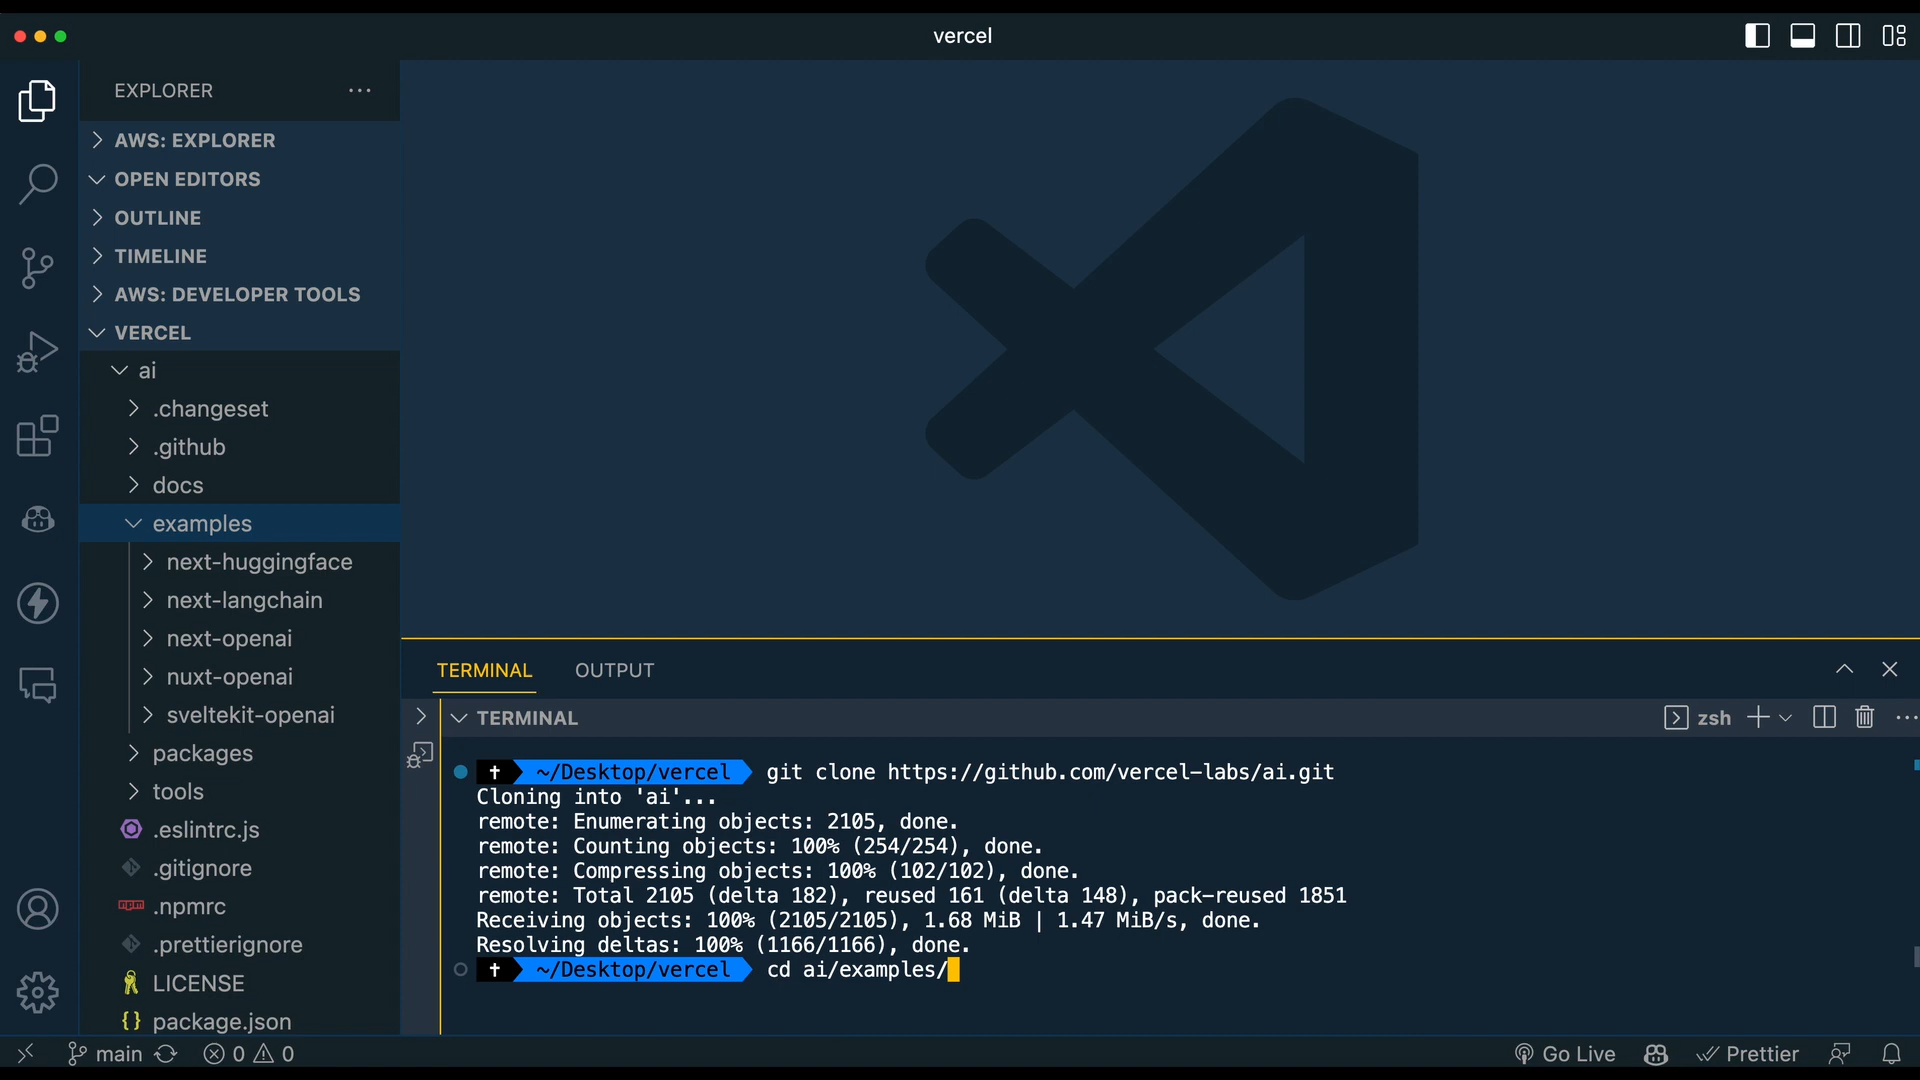 vercel
EXPLORER
AWS: EXPLORER
OPEN EDITORS
OUTLINE
TIMELINE
AWS: DEVELOPER TOOLS
VERCEL
ai
.changeset
.github
docs
examples
next-huggingface
next-langchain
next-openai
nuxt-openai
sveltekit-openai
packages
tools
.eslintrc.js
.gitignore
.npmrc
.prettierignore
LICENSE
package.json
TERMINAL OUTPUT
TERMINAL zsh
~/Desktop/vercel git clone https://github.com/vercel-labs/ai.git
Cloning into 'ai'...
remote: Enumerating objects: 2105, done.
remote: Counting objects: 100% (254/254), done.
remote: Compressing objects: 100% (102/102), done.
remote: Total 2105 (delta 182), reused 161 (delta 148), pack-reused 1851
Receiving objects: 100% (2105/2105), 1.68 MiB | 1.47 MiB/s, done.
Resolving deltas: 100% (1166/1166), done.
~/Desktop/vercel cd ai/examples/
main 0 0 Go Live Prettier